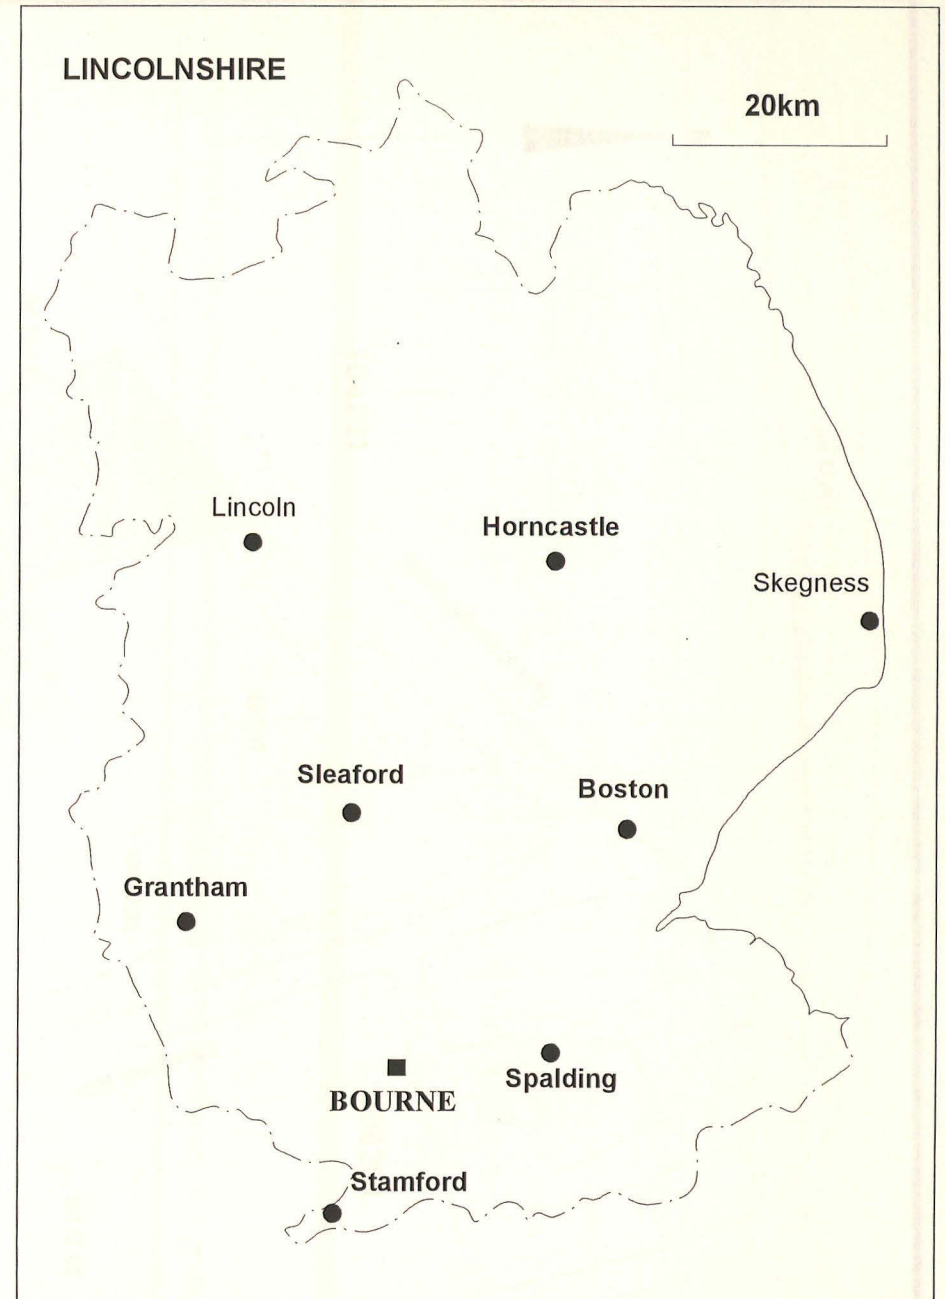 LINCOLNSHIRE
20km
Lincoln
Horncastle
Skegness
Sleaford
Boston
Grantham
Spalding
BOURNE
Stamford